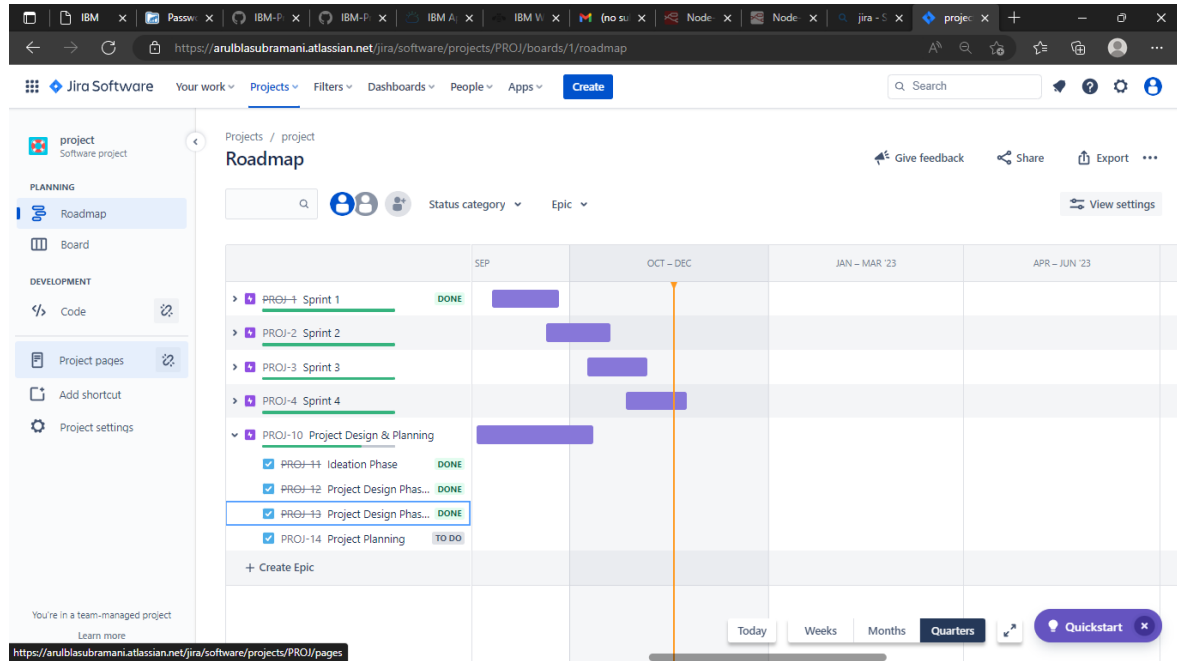 IBM
Passwo
IBM-P
IBM-P
IBM A
IBM W
(no su
Node-
Node-
jira - S
projec
https://arulblasubramani.atlassian.net/jira/software/projects/PROJ/boards/1/roadmap
Jira Software
Your work
Projects
Filters
Dashboards
People
Apps
Create
Search
project
Software project
PLANNING
Roadmap
Board
DEVELOPMENT
Code
Project pages
Add shortcut
Project settings
You're in a team-managed project
Learn more
https://arulblasubramani.atlassian.net/jira/software/projects/PROJ/pages
Projects / project
Roadmap
Give feedback
Share
Export
Status category
Epic
View settings
SEP
OCT – DEC
JAN – MAR '23
APR – JUN '23
PROJ-1 Sprint 1 DONE
PROJ-2 Sprint 2
PROJ-3 Sprint 3
PROJ-4 Sprint 4
PROJ-10 Project Design & Planning
PROJ-11 Ideation Phase DONE
PROJ-12 Project Design Phas... DONE
PROJ-13 Project Design Phas... DONE
PROJ-14 Project Planning TO DO
+ Create Epic
Today
Weeks
Months
Quarters
Quickstart